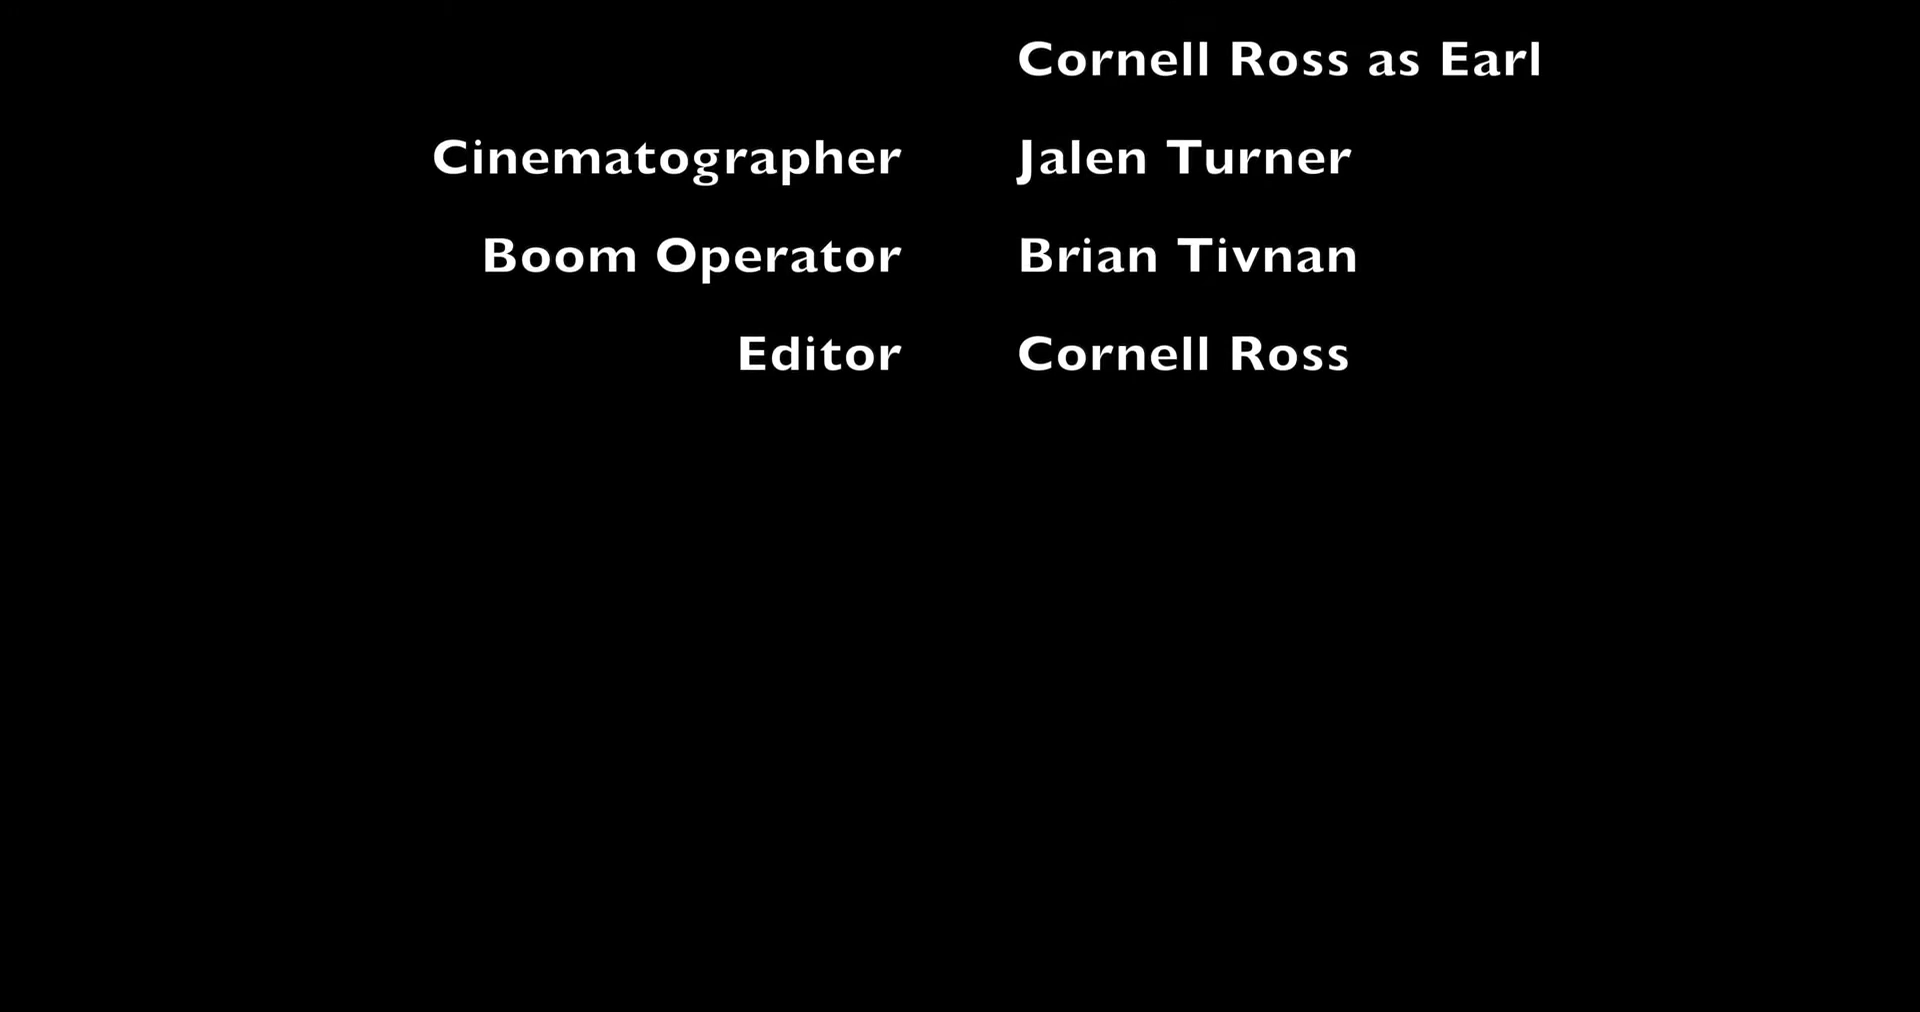 Cornell Ross as Earl
Cinematographer Jalen Turner
Boom Operator Brian Tivnan
Editor Cornell Ross